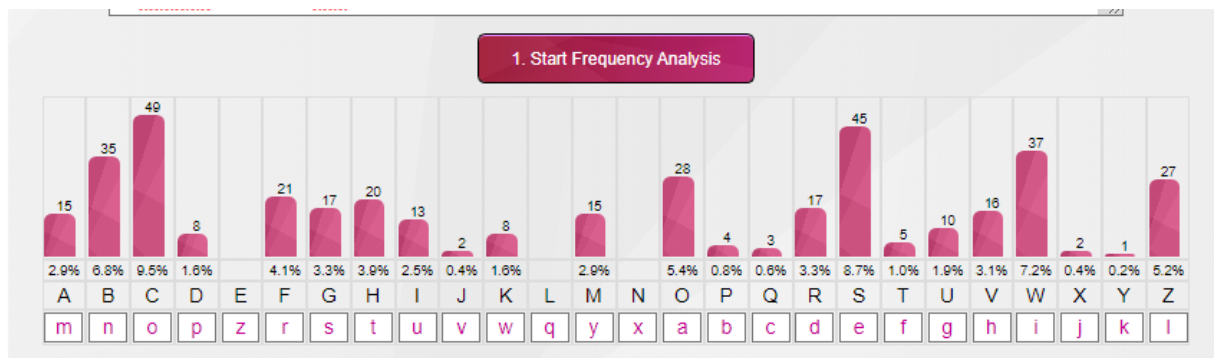 1. Start Frequency Analysis
15 35 49 8 21 17 20 13 2 8 15 28 4 3 17 45 5 10 16 37 2 1 27
2.9% 6.8% 9.5% 1.6% 4.1% 3.3% 3.9% 2.5% 0.4% 1.6% 2.9% 5.4% 0.8% 0.6% 3.3% 8.7% 1.0% 1.9% 3.1% 7.2% 0.4% 0.2% 5.2%
A B C D E F G H I J K L M N O P Q R S T U V W X Y Z
m n o p z r s t u v w q y x a b c d e f g h i j k l